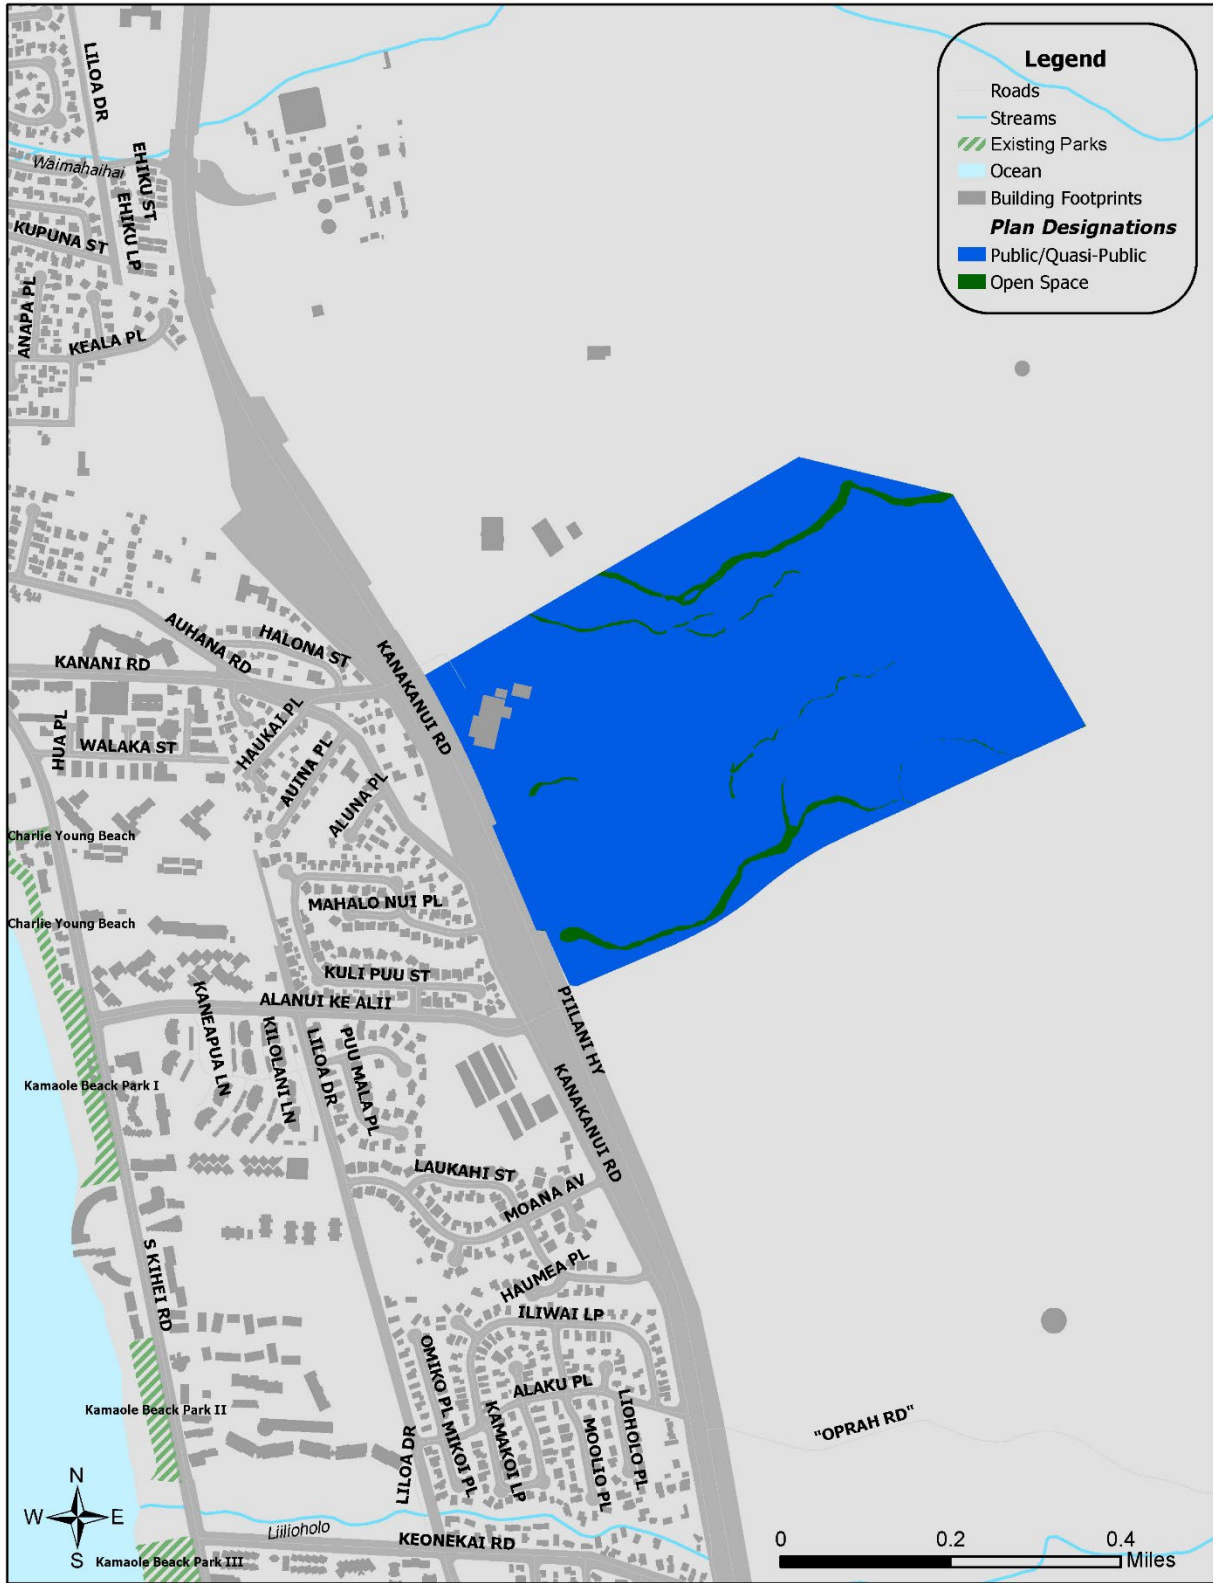 Legend
Roads
Streams
Existing Parks
Ocean
Building Footprints
Plan Designations
Public/Quasi-Public
Open Space
LILOA DR
Waimahaihai
EHIKU ST
EHIKU LP
KUPUNA ST
ANAPA PL
KEALA PL
AUHANA RD
HALONA ST
KANANI RD
KANAKANUI RD
HUA PL
WALAKA ST
HAUKAI PL
AUINA PL
ALUNA PL
Charlie Young Beach
MAHALO NUI PL
Charlie Young Beach
KULI PUU ST
ALANUI KE ALII
KANEAPUA LN
KILOLANI LN
LILOA DR
PUU MALA PL
PIILANI HY
KANAKANUI RD
Kamaole Beack Park I
LAUKAHI ST
MOANA AV
S KIHEI RD
HAUMEA PL
ILIWAI LP
OMIKO PL
MIKOI PL
ALAKU PL
KAMAKOI LP
MOOLIO PL
LIOHOLO PL
Kamaole Beack Park II
"OPRAH RD"
LILOA DR
N
W E
S
Liilioholo
KEONEKAI RD
Kamaole Beack Park III
0 0.2 0.4
Miles